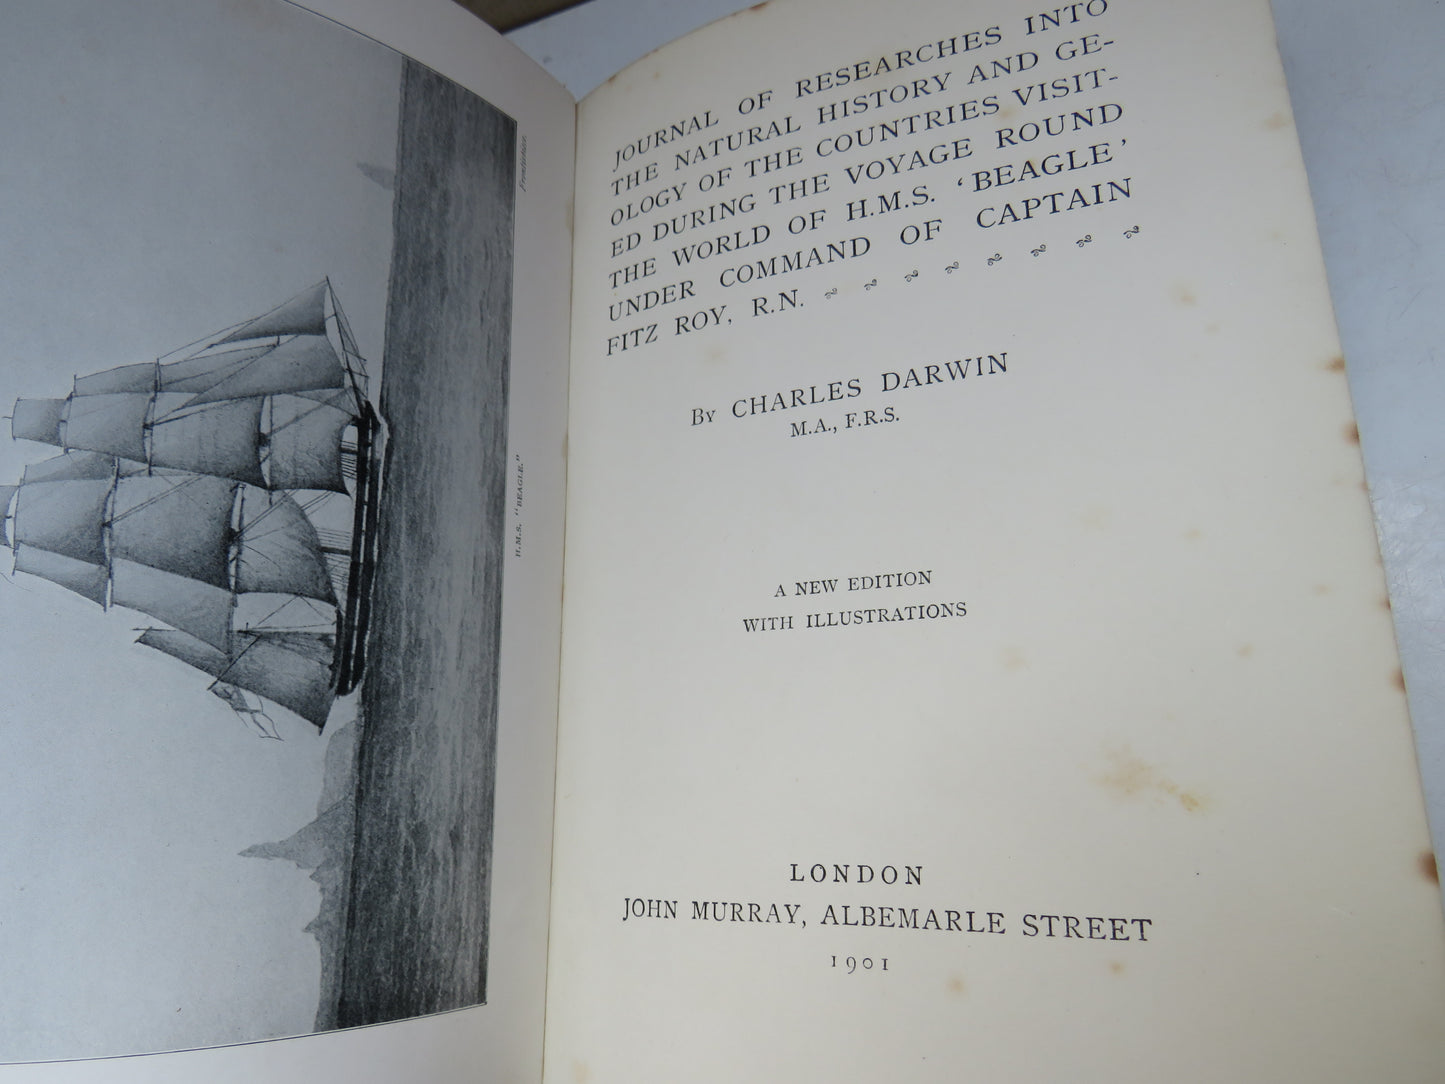 Frontispiece.
H.M.S. "BEAGLE."
JOURNAL OF RESEARCHES INTO
THE NATURAL HISTORY AND GE-
OLOGY OF THE COUNTRIES VISIT-
ED DURING THE VOYAGE ROUND
THE WORLD OF H.M.S. ‘BEAGLE’
UNDER COMMAND OF CAPTAIN
FITZ ROY, R.N.
BY CHARLES DARWIN
M.A., F.R.S.
A NEW EDITION
WITH ILLUSTRATIONS
LONDON
JOHN MURRAY, ALBEMARLE STREET
1901